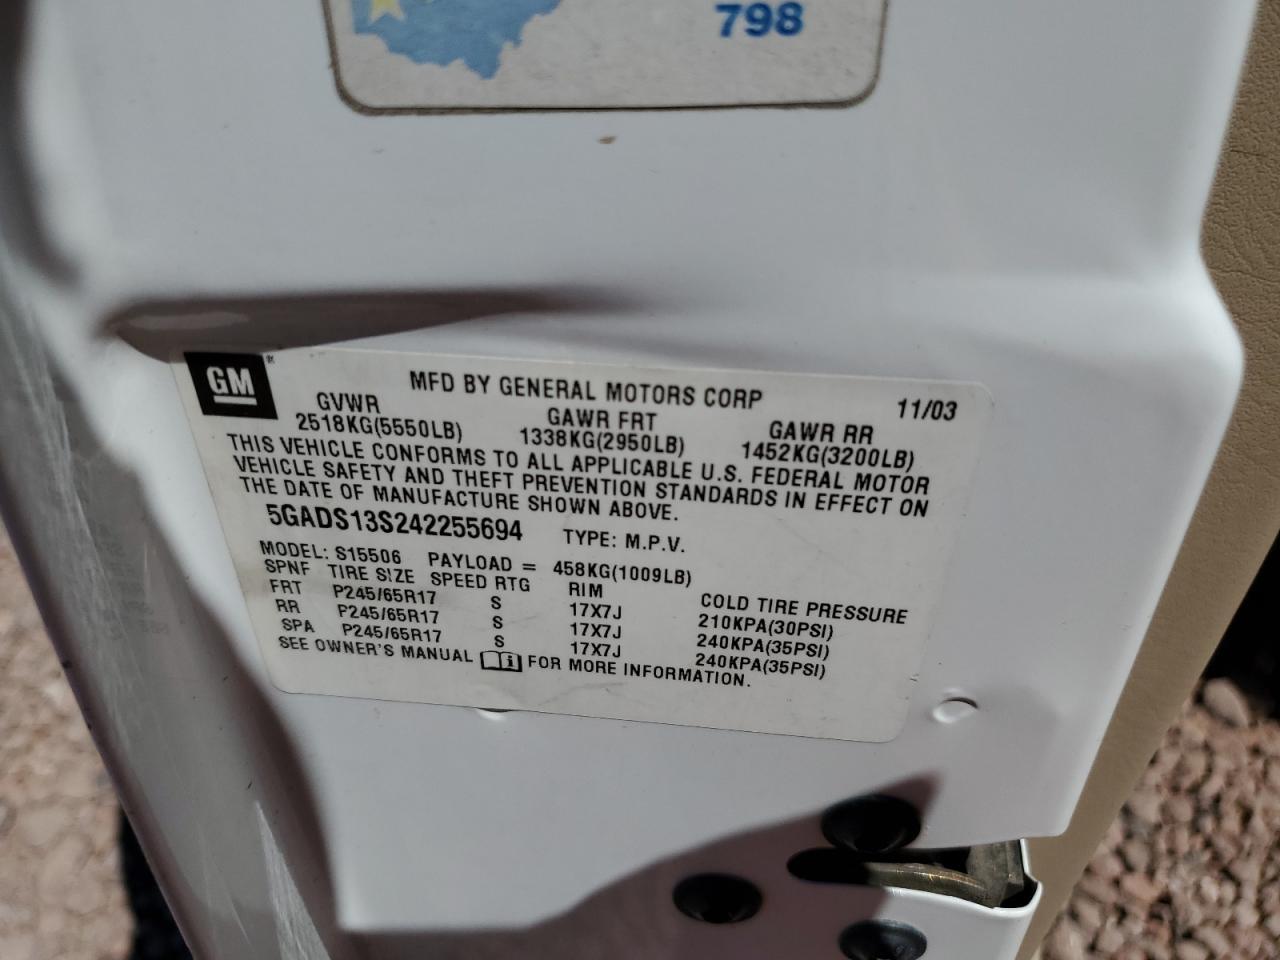 798
GM
MFD BY GENERAL MOTORS CORP 11/03
GVWR GAWR FRT GAWR RR
2518KG(5550LB) 1338KG(2950LB) 1452KG(3200LB)
THIS VEHICLE CONFORMS TO ALL APPLICABLE U.S. FEDERAL MOTOR
VEHICLE SAFETY AND THEFT PREVENTION STANDARDS IN EFFECT ON
THE DATE OF MANUFACTURE SHOWN ABOVE.
5GADS13S242255694 TYPE: M.P.V.
MODEL: S15506 PAYLOAD = 458KG(1009LB)
SPNF TIRE SIZE SPEED RTG RIM COLD TIRE PRESSURE
FRT P245/65R17 S 17X7J 210KPA(30PSI)
RR P245/65R17 S 17X7J 240KPA(35PSI)
SPA P245/65R17 S 17X7J 240KPA(35PSI)
SEE OWNER'S MANUAL FOR MORE INFORMATION.